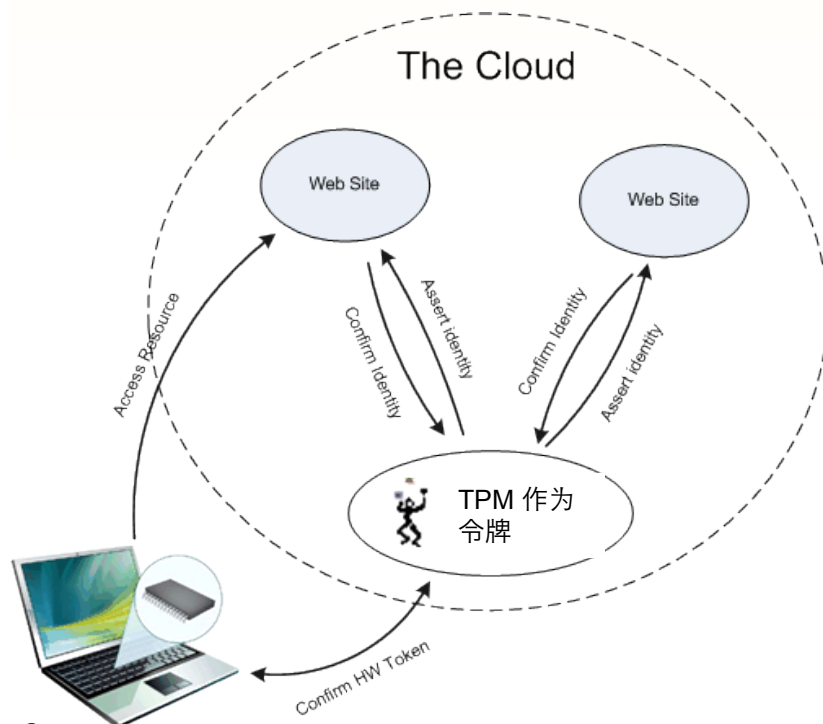 The Cloud
Web Site
Web Site
Access Resource
Confirm Identity
Assert identity
Confirm Identity
Assert identity
TPM 作为
令牌
Confirm HW Token